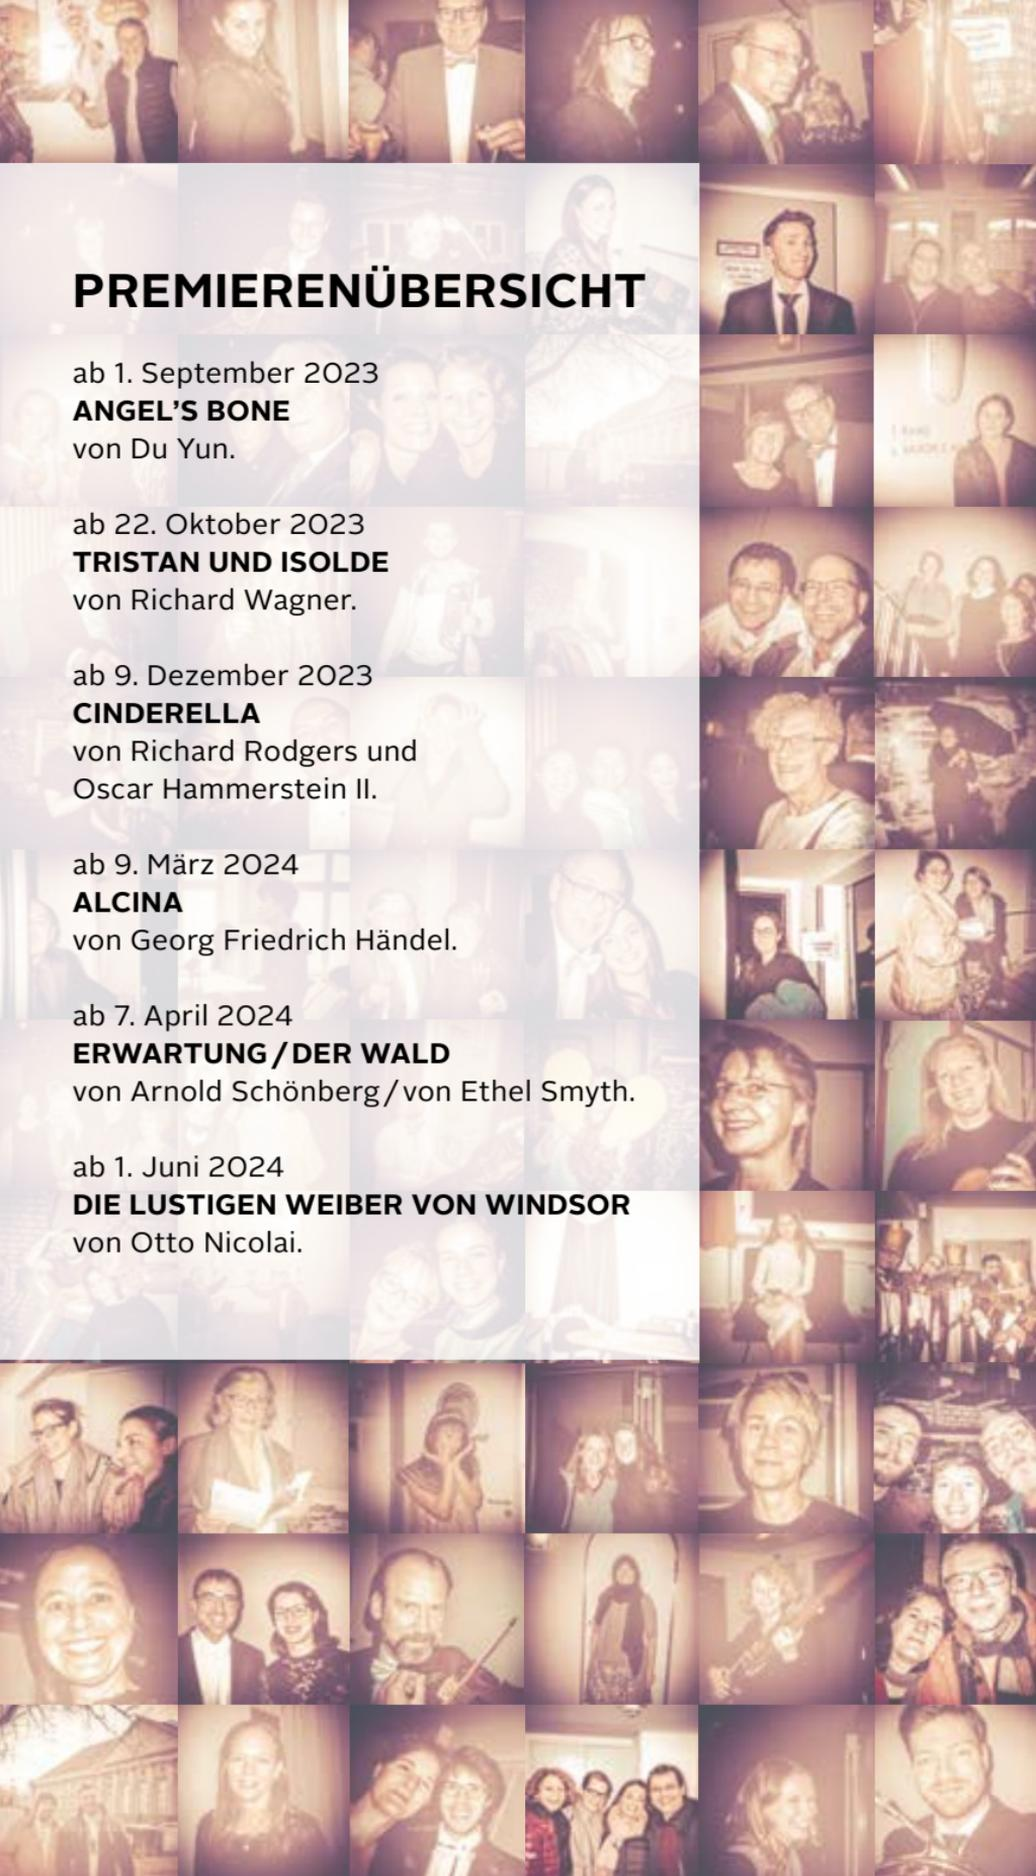 PREMIERENÜBERSICHT
ab 1. September 2023
ANGEL’S BONE
von Du Yun.
ab 22. Oktober 2023
TRISTAN UND ISOLDE
von Richard Wagner.
ab 9. Dezember 2023
CINDERELLA
von Richard Rodgers und
Oscar Hammerstein II.
ab 9. März 2024
ALCINA
von Georg Friedrich Händel.
ab 7. April 2024
ERWARTUNG / DER WALD
von Arnold Schönberg / von Ethel Smyth.
ab 1. Juni 2024
DIE LUSTIGEN WEIBER VON WINDSOR
von Otto Nicolai.